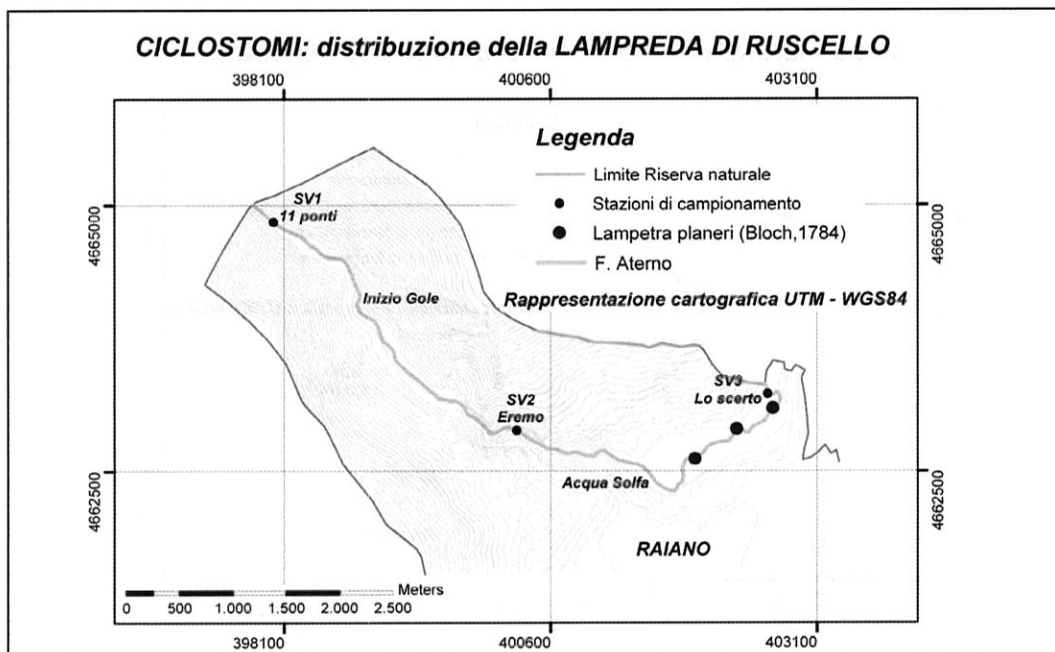 CICLOSTOMI: distribuzione della LAMPREDA DI RUSCELLO
398100 400600 403100
Legenda
Limite Riserva naturale
Stazioni di campionamento
Lampetra planeri (Bloch,1784)
F. Aterno
Rappresentazione cartografica UTM - WGS84
4665000 4665000
SV1
11 ponti
Inizio Gole
SV2
Eremo
SV3
Lo scerto
Acqua Solfa
4662500 4662500
RAIANO
Meters
0 500 1.000 1.500 2.000 2.500
398100 400600 403100